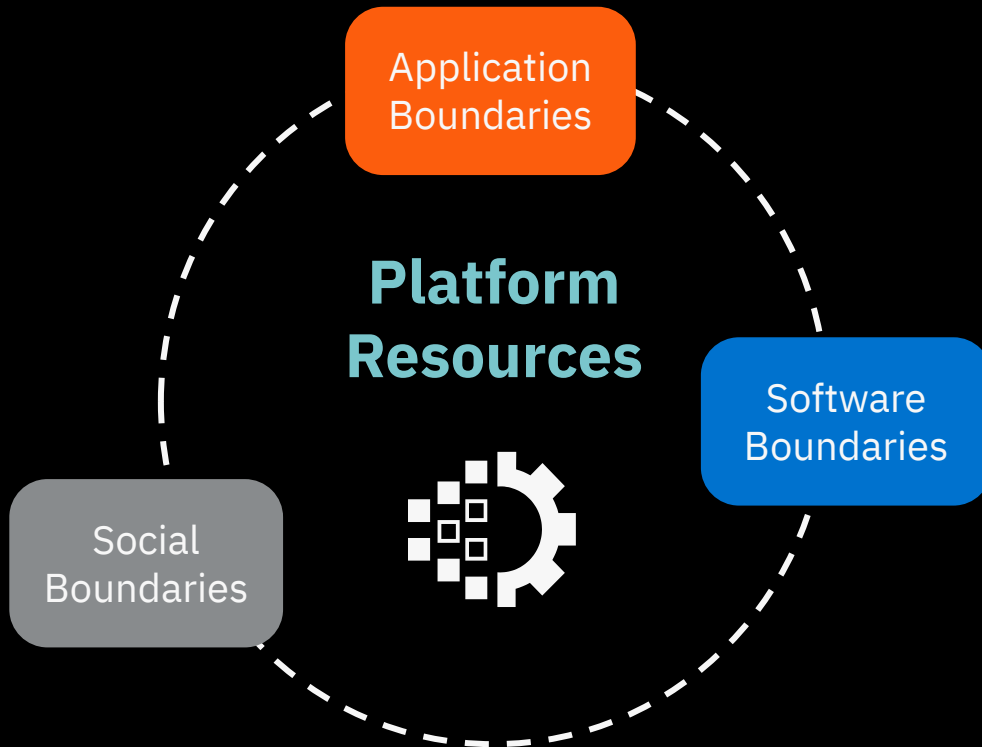 Application
Boundaries
Platform
Resources
Software
Boundaries
Social
Boundaries